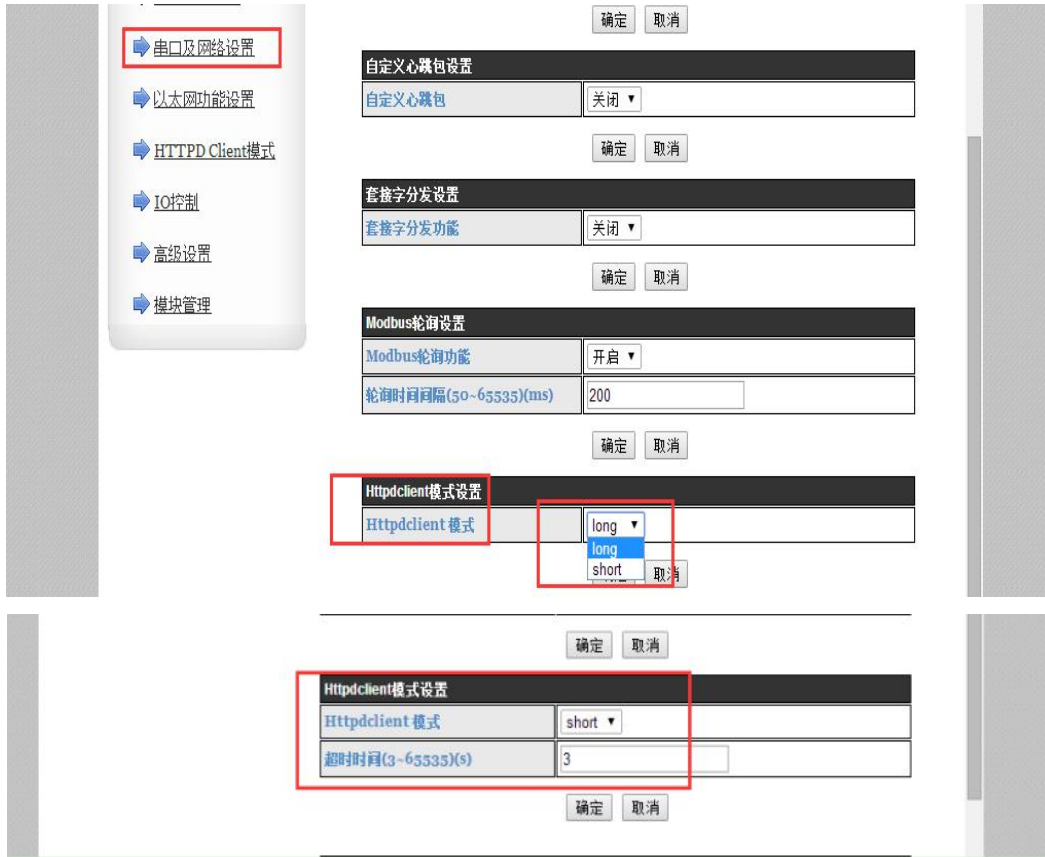 串口及网络设置
以太网功能设置
HTTPD Client模式
IO控制
高级设置
模块管理
确定 取消
自定义心跳包设置
自定义心跳包 关闭
确定 取消
套接字分发设置
套接字分发功能 关闭
确定 取消
Modbus轮询设置
Modbus轮询功能 开启
轮询时间间隔(50~65535)(ms) 200
确定 取消
Httpdclient模式设置
Httpdclient 模式 long
long
short
取消
确定 取消
Httpdclient模式设置
Httpdclient 模式 short
超时时间(3~65535)(s) 3
确定 取消